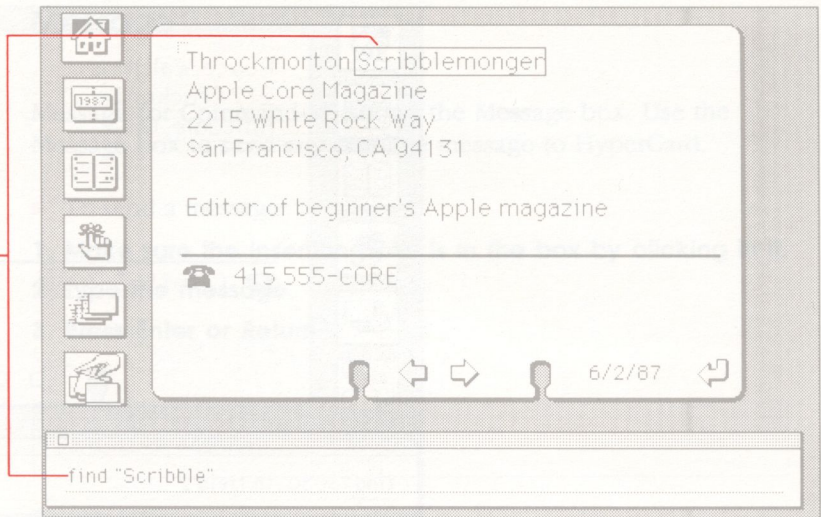 1987
Throckmorton Scribblemonger
Apple Core Magazine
2215 White Rock Way
San Francisco, CA 94131
Editor of beginner's Apple magazine
415 555-CORE
6/2/87
find "Scribble"